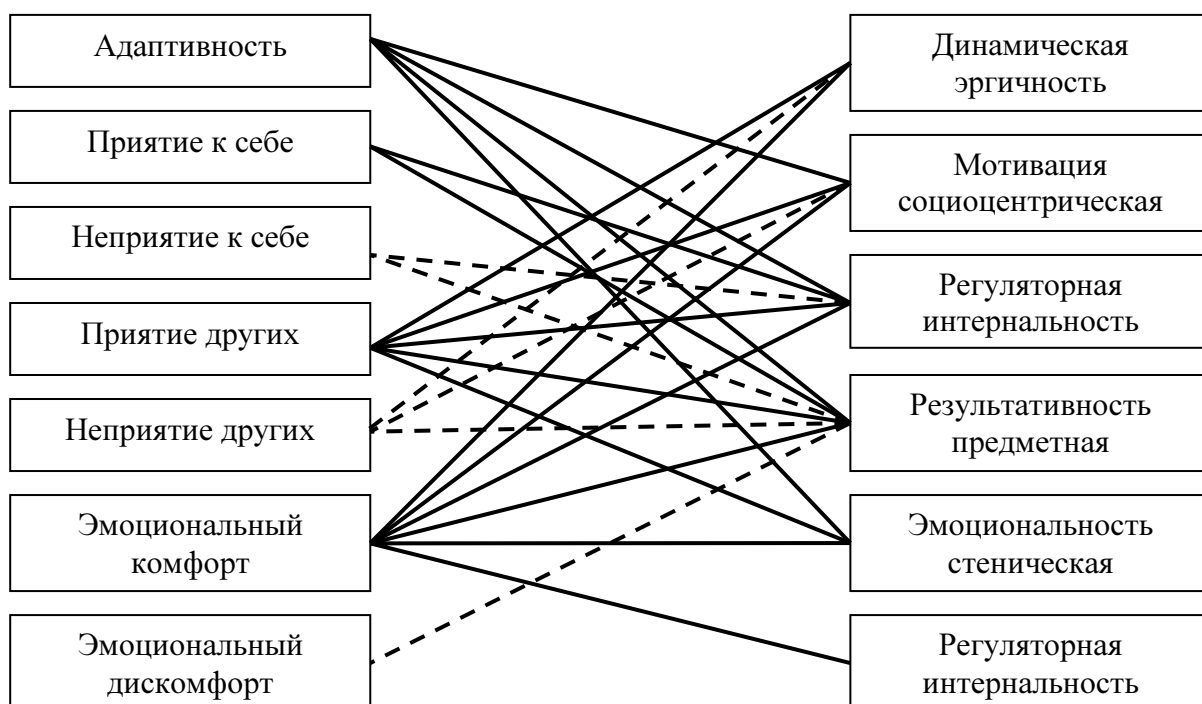 Адаптивность
Приятие к себе
Неприятие к себе
Приятие других
Неприятие других
Эмоциональный
комфорт
Эмоциональный
дискомфорт
Динамическая
эргичность
Мотивация
социоцентрическая
Регуляторная
интернальность
Результативность
предметная
Эмоциональность
стеническая
Регуляторная
интернальность